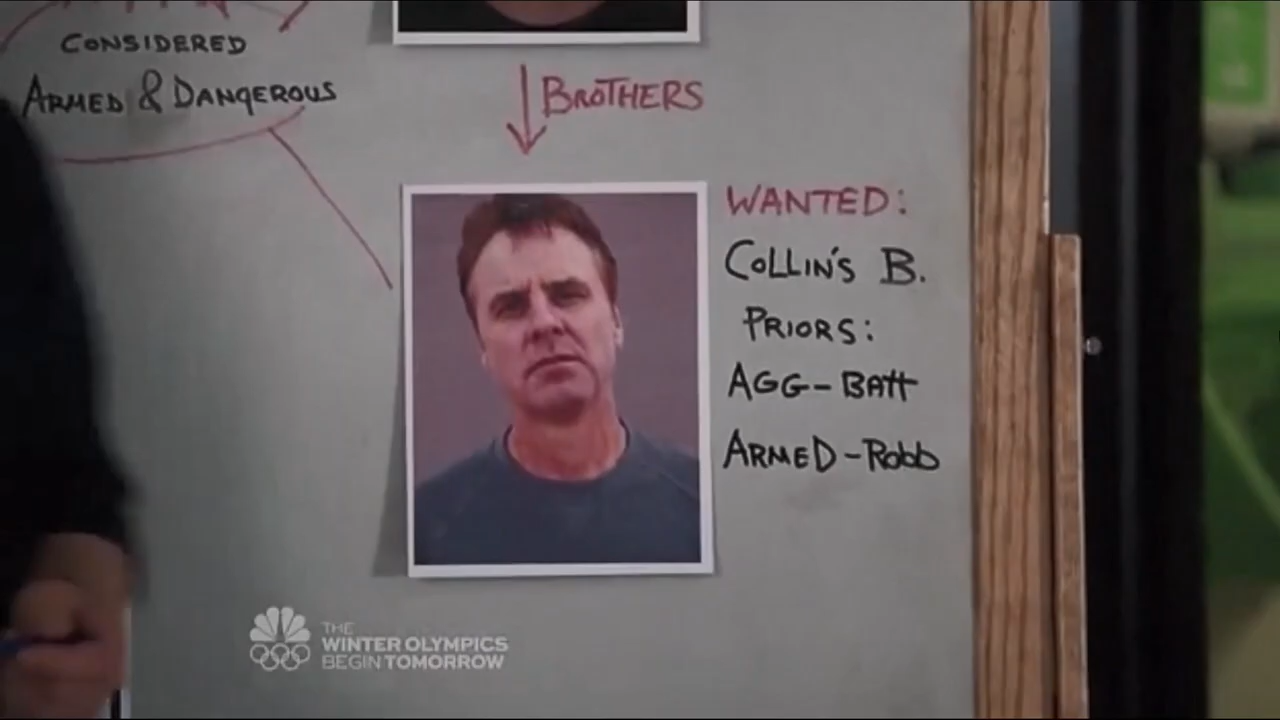 CONSIDERED
ARMED & DANGEROUS
BROTHERS
WANTED:
COLLIN'S B.
PRIORS:
AGG-BATT
ARMED-ROBB
THE
WINTER OLYMPICS
BEGIN TOMORROW